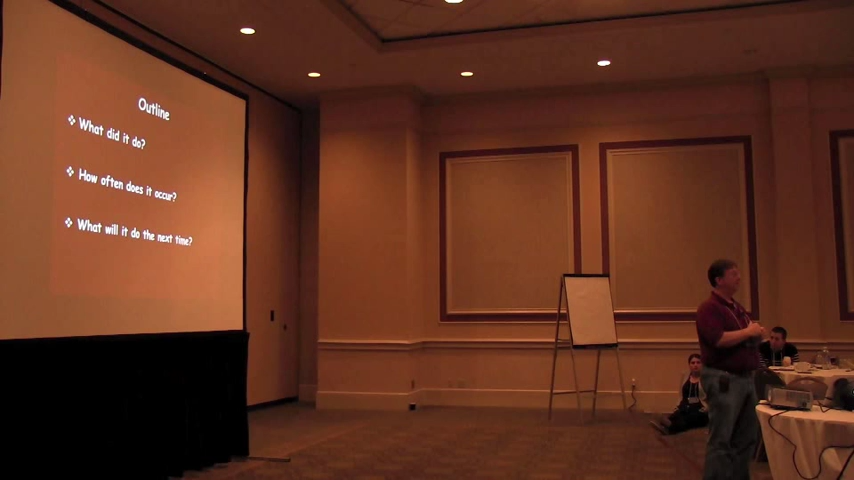 Outline
❖ What did it do?
❖ How often does it occur?
❖ What will it do the next time?